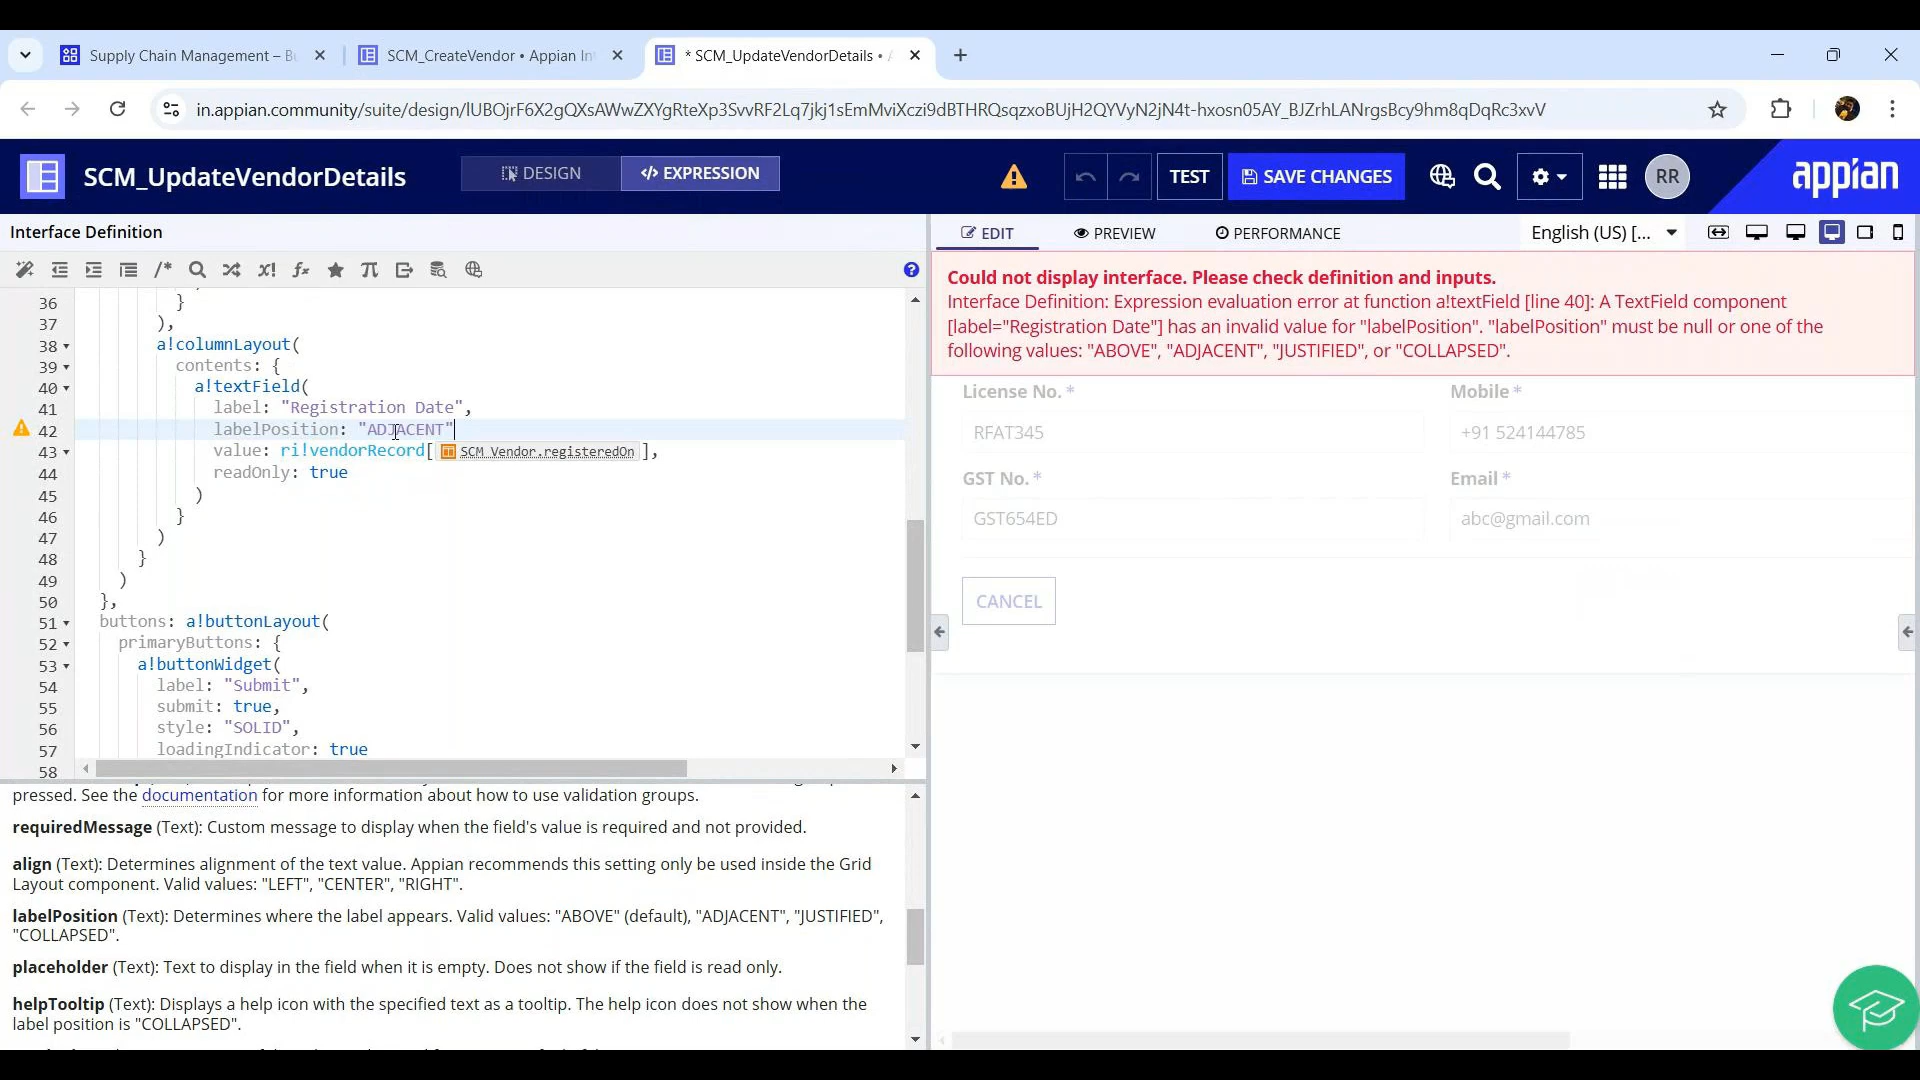 Supply Chain Management – B
SCM_CreateVendor • Appian In
* SCM_UpdateVendorDetails •
in.appian.community/suite/design/lUBOjrF6X2gQXsAWwZXYgRteXp3SvvRF2Lq7jkj1sEmMviXczi9dBTHRQsqzxoBUjH2QYVyN2jN4t-hxosn05AY_BJZrhLANrgsBcy9hm8qDqRc3xvV
SCM_UpdateVendorDetails
DESIGN
</> EXPRESSION
TEST
SAVE CHANGES
RR
appian
Interface Definition
EDIT
PREVIEW
PERFORMANCE
English (US) [...
Could not display interface. Please check definition and inputs.
Interface Definition: Expression evaluation error at function a!textField [line 40]: A TextField component
[label="Registration Date"] has an invalid value for "labelPosition". "labelPosition" must be null or one of the
following values: "ABOVE", "ADJACENT", "JUSTIFIED", or "COLLAPSED".
36 }
37 ),
38 a!columnLayout(
39 contents: {
40 a!textField(
41 label: "Registration Date",
42 labelPosition: "ADJACENT"
43 value: ri!vendorRecord[ SCM Vendor.registeredOn ],
44 readOnly: true
45 )
46 }
47 )
48 }
49 )
50 },
51 buttons: a!buttonLayout(
52 primaryButtons: {
53 a!buttonWidget(
54 label: "Submit",
55 submit: true,
56 style: "SOLID",
57 loadingIndicator: true
58
License No. *
Mobile *
RFAT345
+91 524144785
GST No. *
Email *
GST654ED
abc@gmail.com
CANCEL
pressed. See the documentation for more information about how to use validation groups.
requiredMessage (Text): Custom message to display when the field's value is required and not provided.
align (Text): Determines alignment of the text value. Appian recommends this setting only be used inside the Grid
Layout component. Valid values: "LEFT", "CENTER", "RIGHT".
labelPosition (Text): Determines where the label appears. Valid values: "ABOVE" (default), "ADJACENT", "JUSTIFIED",
"COLLAPSED".
placeholder (Text): Text to display in the field when it is empty. Does not show if the field is read only.
helpTooltip (Text): Displays a help icon with the specified text as a tooltip. The help icon does not show when the
label position is "COLLAPSED".